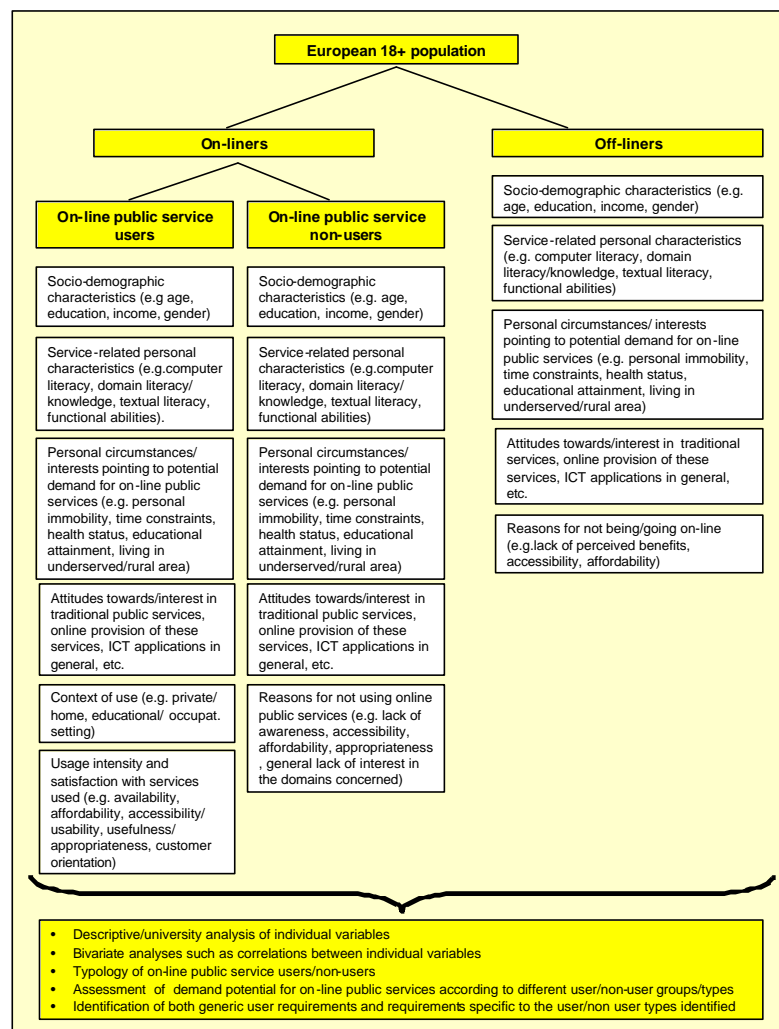 European 18+ population
On-liners
Off-liners
On-line public service
users
On-line public service
non-users
Socio-demographic
characteristics (e.g age,
education, income, gender)
Service-related personal
characteristics (e.g.computer
literacy, domain literacy/
knowledge, textual literacy,
functional abilities).
Personal circumstances/
interests pointing to potential
demand for on-line public
services (e.g. personal
immobility, time constraints,
health status, educational
attainment, living in
underserved/rural area)
Attitudes towards/interest in
traditional public services,
online provision of these
services, ICT applications in
general, etc.
Context of use (e.g. private/
home, educational/ occupat.
setting)
Usage intensity and
satisfaction with services
used (e.g. availability,
affordability, accessibility/
usability, usefulness/
appropriateness, customer
orientation)
Socio-demographic
characteristics (e.g. age,
education, income, gender)
Service-related personal
characteristics (e.g.computer
literacy, domain literacy/
knowledge, textual literacy,
functional abilities)
Personal circumstances/
interests pointing to potential
demand for on-line public
services (e.g. personal
immobility, time constraints,
health status, educational
attainment, living in
underserved/rural area)
Attitudes towards/interest in
traditional public services,
online provision of these
services, ICT applications in
general, etc.
Reasons for not using online
public services (e.g. lack of
awareness, accessibility,
affordability, appropriateness
, general lack of interest in
the domains concerned)
Socio-demographic characteristics (e.g.
age, education, income, gender)
Service-related personal characteristics
(e.g. computer literacy, domain
literacy/knowledge, textual literacy,
functional abilities)
Personal circumstances/ interests
pointing to potential demand for on-line
public services (e.g. personal immobility,
time constraints, health status,
educational attainment, living in
underserved/rural area)
Attitudes towards/interest in traditional
services, online provision of these
services, ICT applications in general,
etc.
Reasons for not being/going on-line
(e.g.lack of perceived benefits,
accessibility, affordability)
• Descriptive/university analysis of individual variables
• Bivariate analyses such as correlations between individual variables
• Typology of on-line public service users/non-users
• Assessment of demand potential for on-line public services according to different user/non-user groups/types
• Identification of both generic user requirements and requirements specific to the user/non user types identified